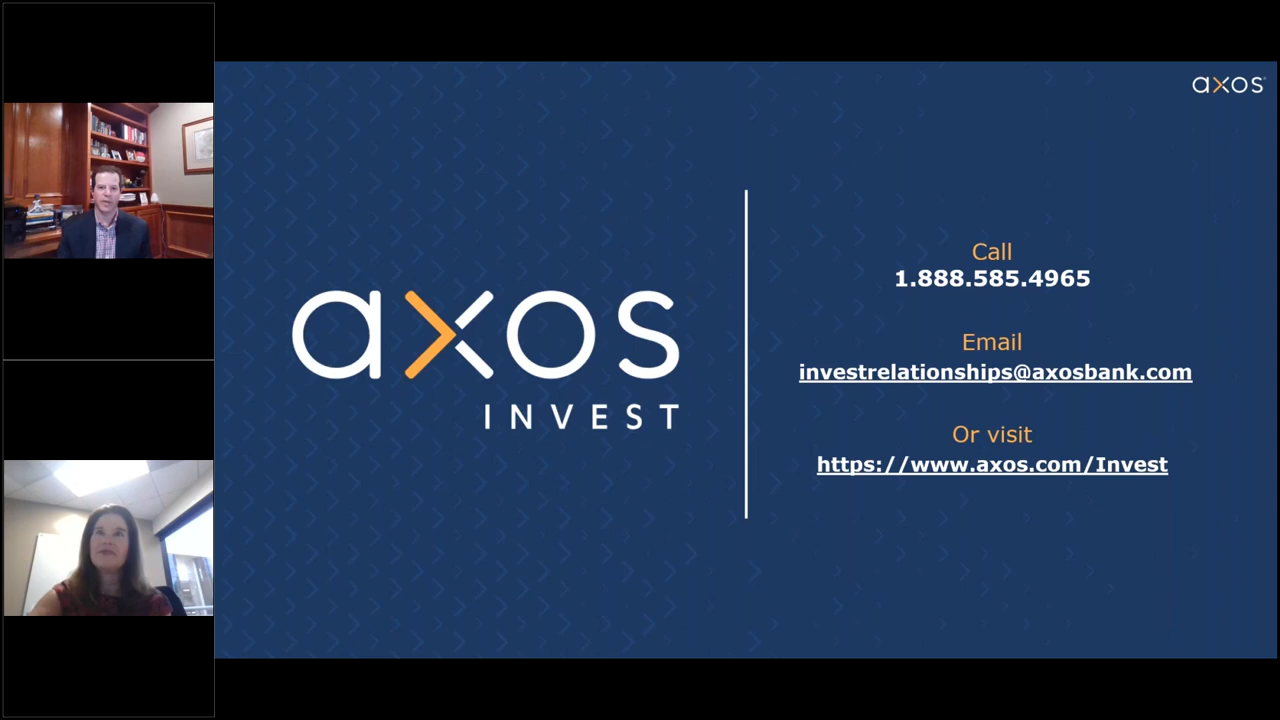 axos
axos
INVEST
Call
1.888.585.4965
Email
investrelationships@axosbank.com
Or visit
https://www.axos.com/Invest